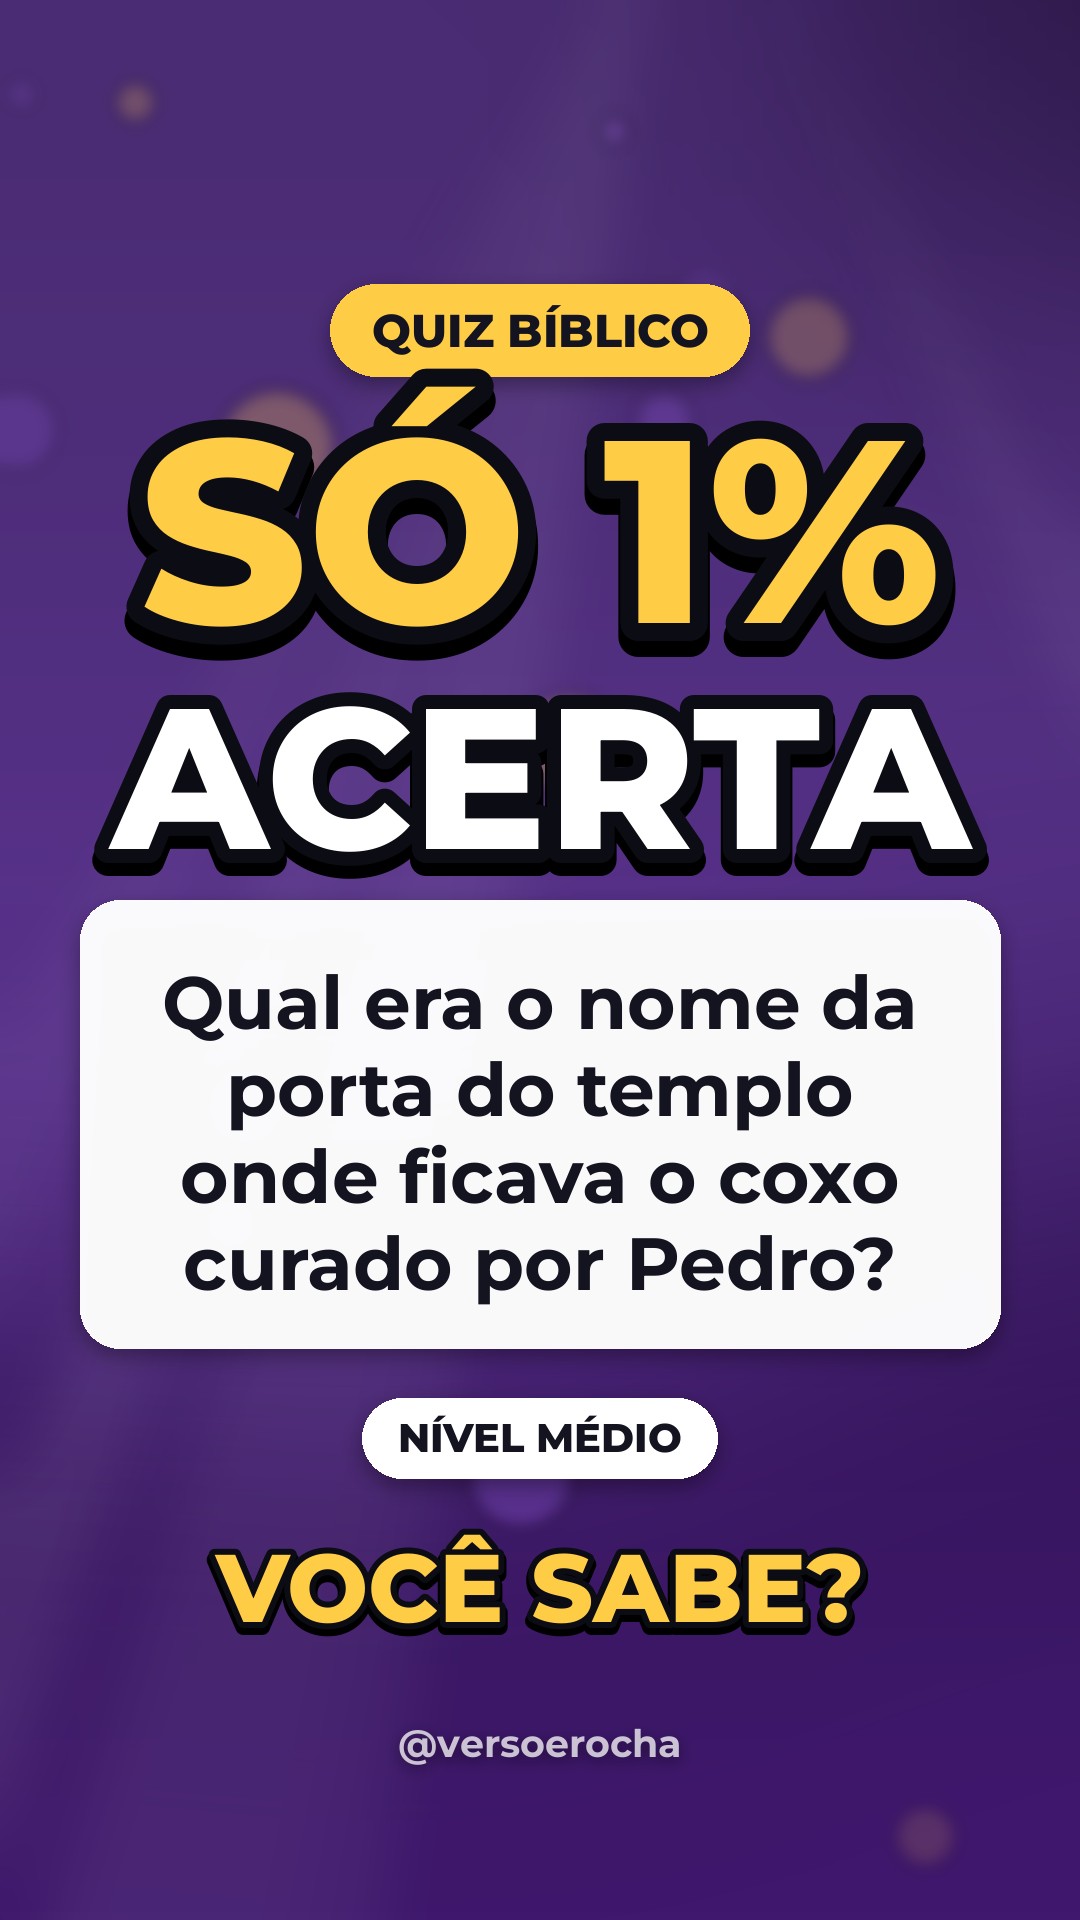 QUIZ BÍBLICO
SÓ 1%
ACERTA
Qual era o nome da
porta do templo
onde ficava o coxo
curado por Pedro?
NÍVEL MÉDIO
VOCÊ SABE?
@versoerocha